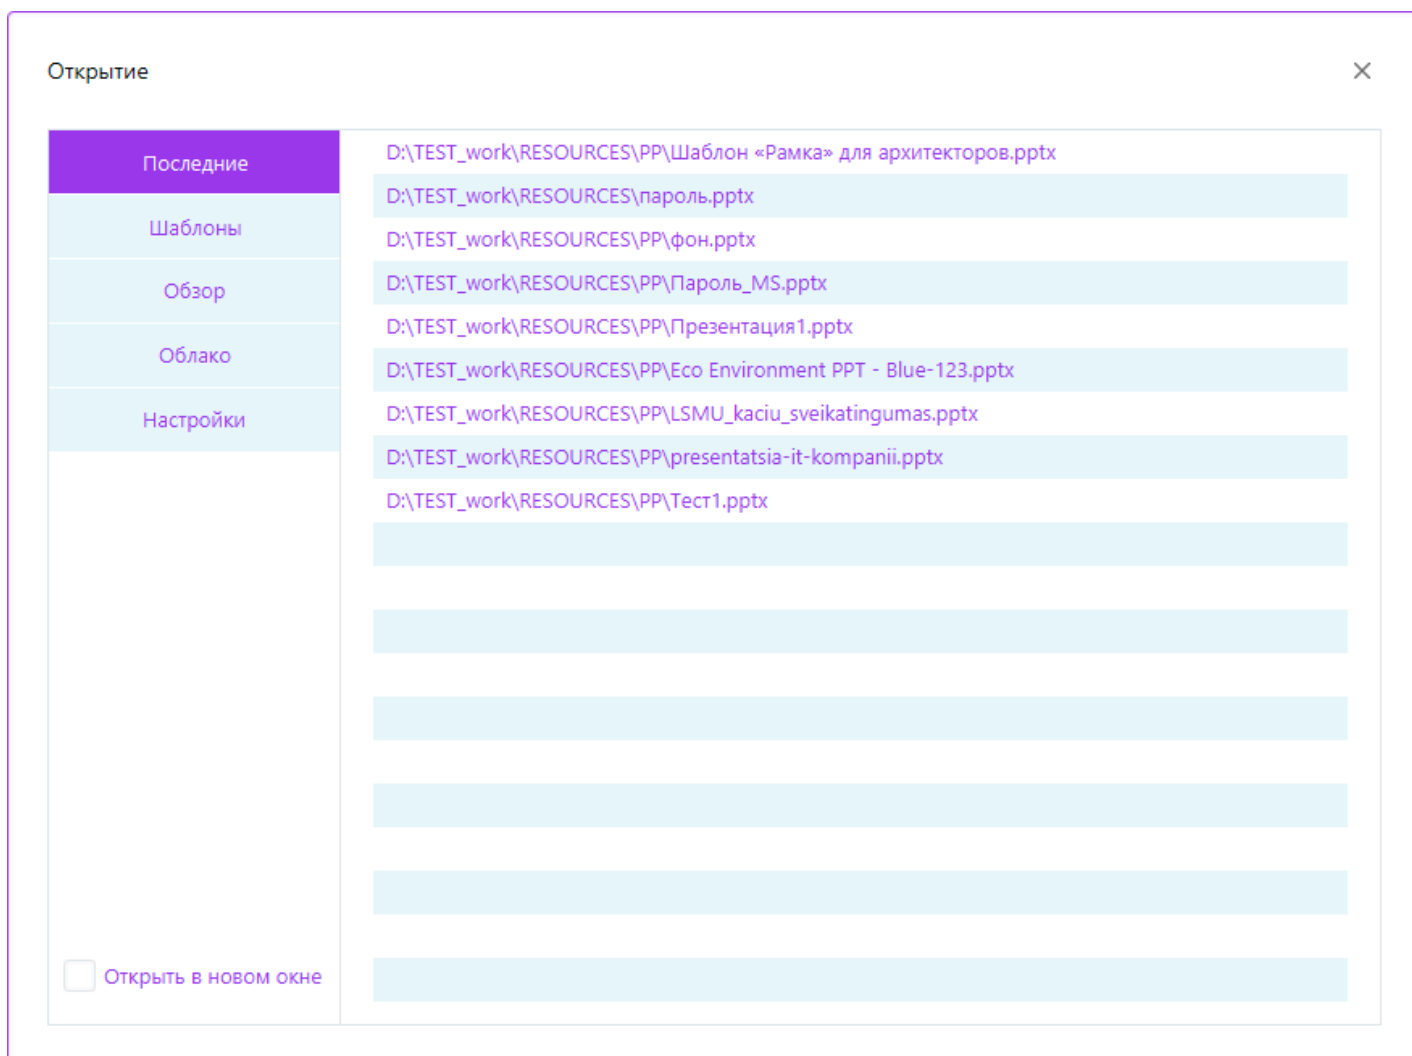 Открытие
Последние
Шаблоны
Обзор
Облако
Настройки
Открыть в новом окне
D:\TEST_work\RESOURCES\PP\Шаблон «Рамка» для архитекторов.pptx
D:\TEST_work\RESOURCES\пароль.pptx
D:\TEST_work\RESOURCES\PP\фон.pptx
D:\TEST_work\RESOURCES\PP\Пароль_MS.pptx
D:\TEST_work\RESOURCES\PP\Презентация1.pptx
D:\TEST_work\RESOURCES\PP\Eco Environment PPT - Blue-123.pptx
D:\TEST_work\RESOURCES\PP\LSMU_kaciu_sveikatingumas.pptx
D:\TEST_work\RESOURCES\PP\presentatsia-it-kompanii.pptx
D:\TEST_work\RESOURCES\PP\Тест1.pptx